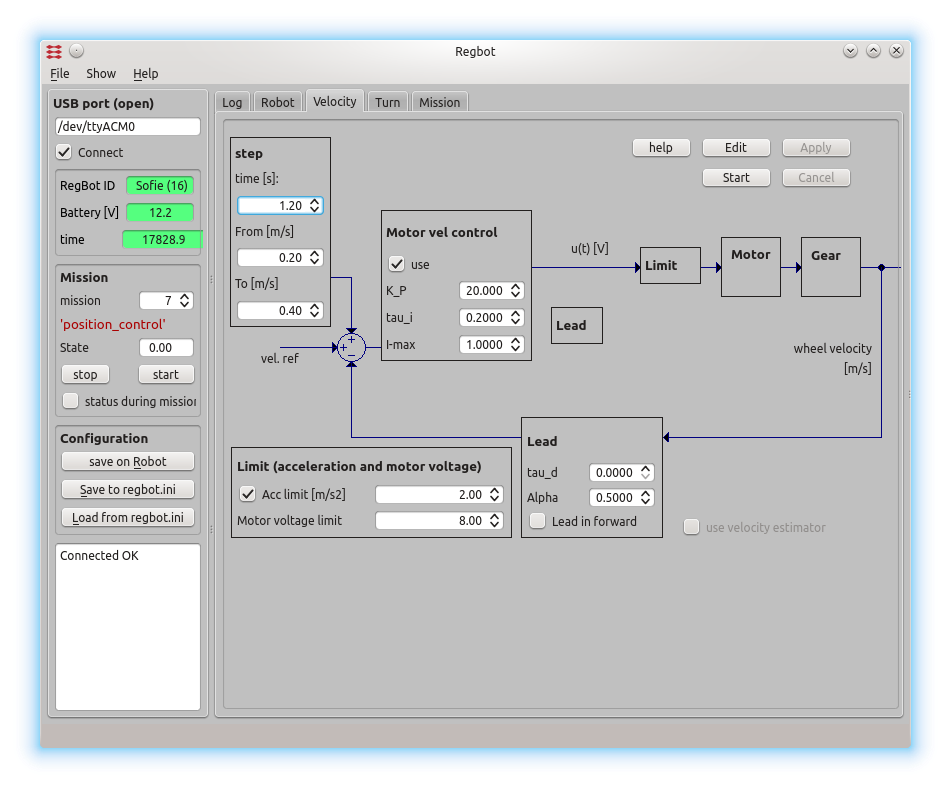 Regbot
File Show Help
USB port (open)
/dev/ttyACM0
Connect
RegBot ID Sofie (16)
Battery [V] 12.2
time 17828.9
Mission
mission 7
'position_control'
State 0.00
stop start
status during mission
Configuration
save on Robot
Save to regbot.ini
Load from regbot.ini
Connected OK
Log Robot Velocity Turn Mission
help Edit Apply
Start Cancel
step
time [s]:
1.20
From [m/s]
0.20
To [m/s]
0.40
vel. ref
+
+
−
Motor vel control
use
K_P 20.000
tau_i 0.2000
I-max 1.0000
u(t) [V]
Lead
Limit
Motor
Gear
wheel velocity
[m/s]
Limit (acceleration and motor voltage)
Acc limit [m/s2] 2.00
Motor voltage limit 8.00
Lead
tau_d 0.0000
Alpha 0.5000
Lead in forward
use velocity estimator